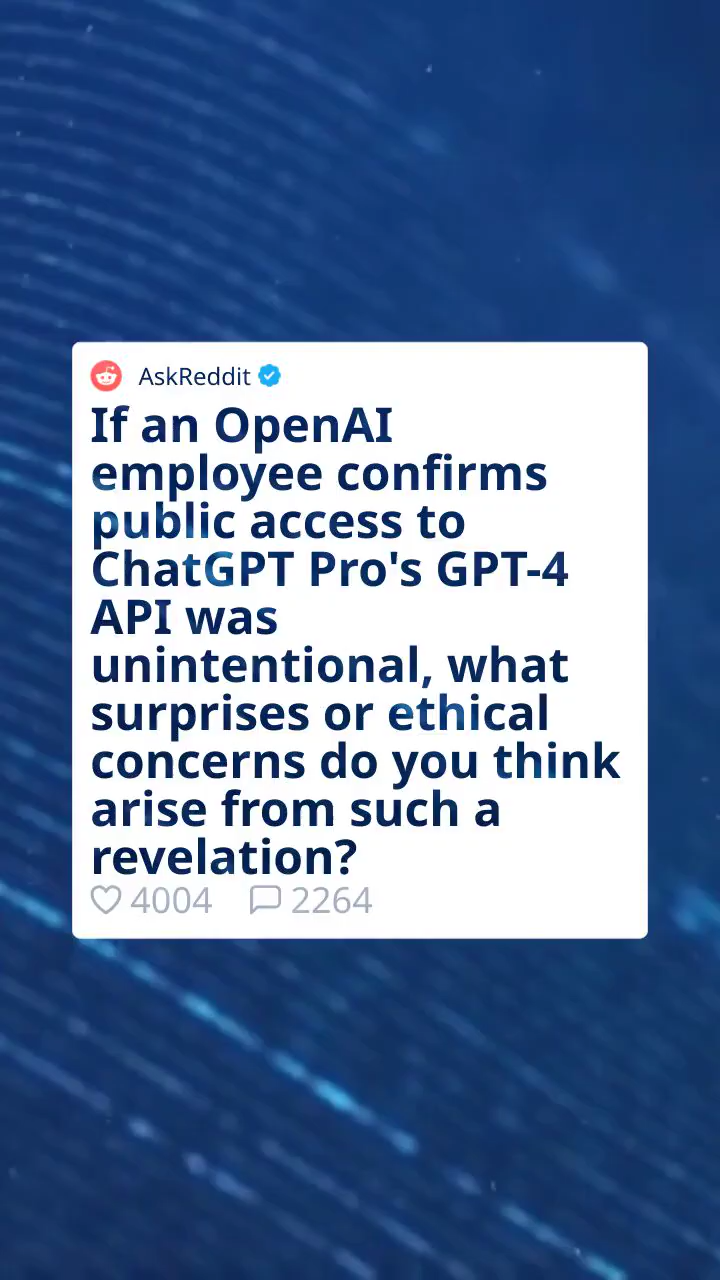 AskReddit
If an OpenAI
employee confirms
public access to
ChatGPT Pro's GPT-4
API was
unintentional, what
surprises or ethical
concerns do you think
arise from such a
revelation?
4004 2264